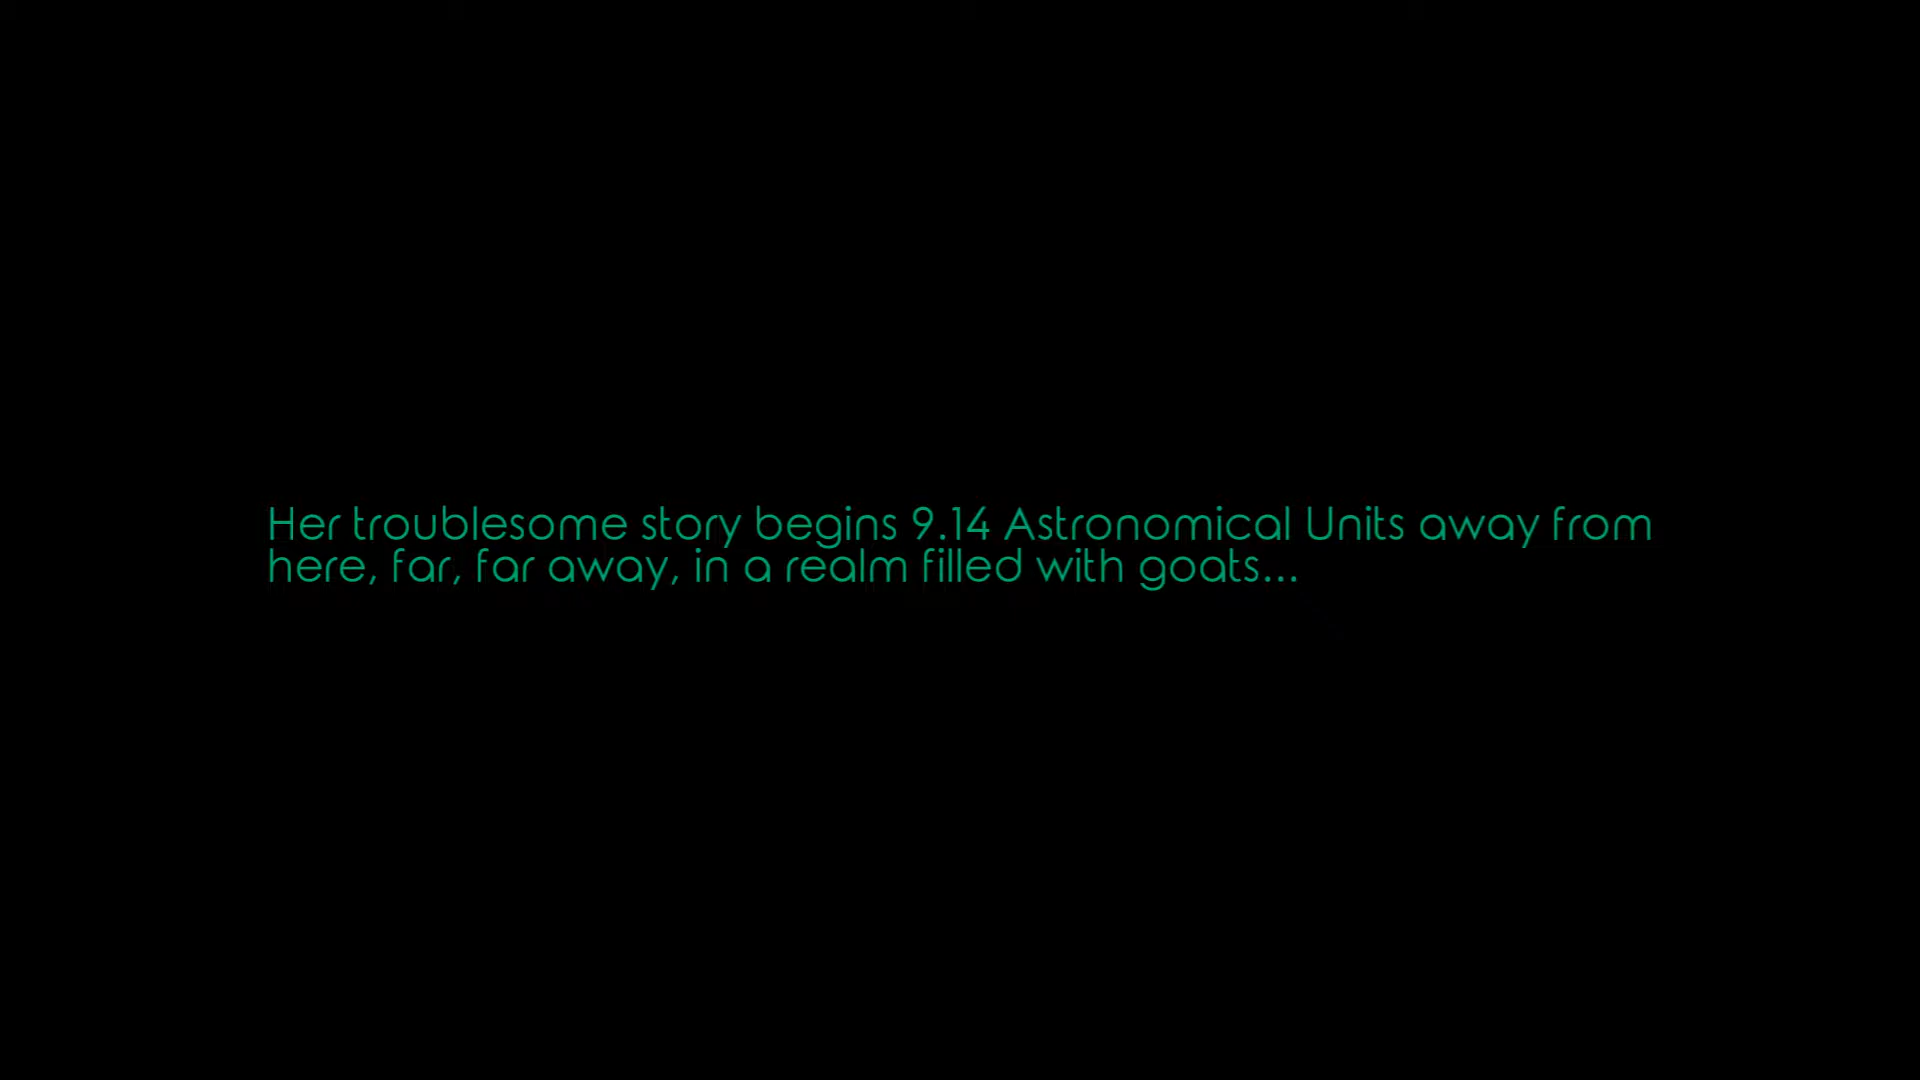 Her troublesome story begins 9.14 Astronomical Units away from
here, far, far away, in a realm filled with goats...